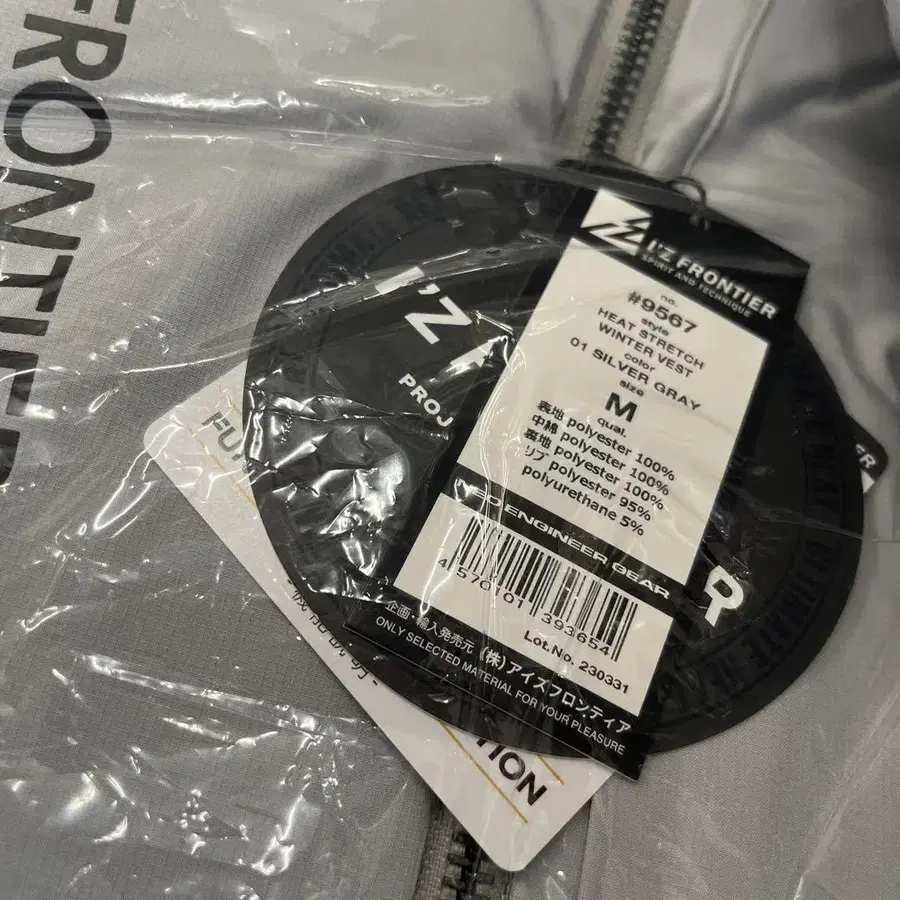 FRONTIER
I'Z F
PROJ
R
I'Z FRONTIER
SPIRIT AND TECHNIQUE
no.
#9567
style
HEAT STRETCH
WINTER VEST
color
01 SILVER GRAY
size
M
qual.
表地 polyester 100%
中綿 polyester 100%
裏地 polyester 100%
リブ polyester 95%
polyurethane 5%
ENGINEER GEAR
4 570101 393654
Lot.No. 230331
企画・輸入発売元 (株)アイズフロンティア
ONLY SELECTED MATERIAL FOR YOUR PLEASURE
FU
TION